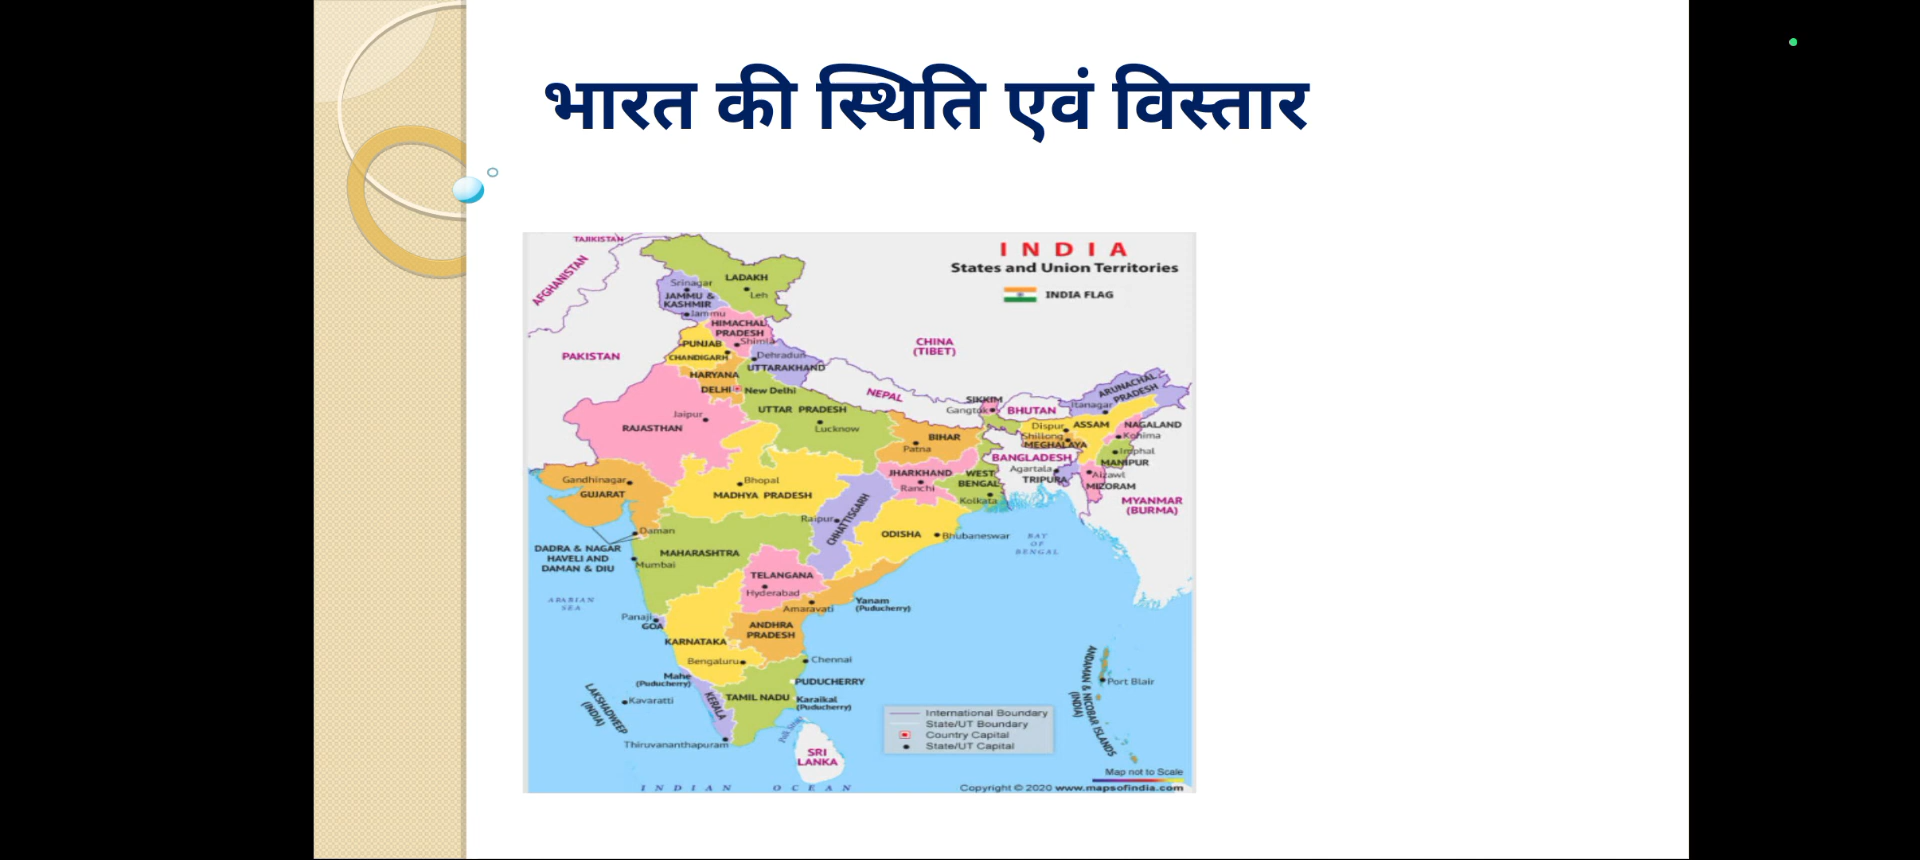 भारत की स्थिति एवं विस्तार
INDIA
States and Union Territories
INDIA FLAG
TAJIKISTAN
AFGHANISTAN
LADAKH
Srinagar
Leh
JAMMU &
KASHMIR
Jammu
HIMACHAL
PRADESH
Shimla
PUNJAB
CHANDIGARH
Dehradun
UTTARAKHAND
PAKISTAN
CHINA
(TIBET)
HARYANA
DELHI
New Delhi
NEPAL
ARUNACHAL
PRADESH
SIKKIM
Gangtok
BHUTAN
Itanagar
UTTAR PRADESH
Lucknow
Jaipur
RAJASTHAN
BIHAR
Patna
Dispur
ASSAM
NAGALAND
Shillong
Kohima
MEGHALAYA
Imphal
MANIPUR
BANGLADESH
Agartala
TRIPURA
Aizawl
MIZORAM
MYANMAR
(BURMA)
Gandhinagar
GUJARAT
Bhopal
MADHYA PRADESH
JHARKHAND
Ranchi
WEST
BENGAL
Kolkata
Raipur
CHHATTISGARH
ODISHA
Bhubaneswar
BAY
OF
BENGAL
Daman
DADRA & NAGAR
HAVELI AND
DAMAN & DIU
MAHARASHTRA
Mumbai
TELANGANA
Hyderabad
ARABIAN
SEA
Amaravati
Yanam
(Puducherry)
Panaji
GOA
ANDHRA
PRADESH
KARNATAKA
Bengaluru
Chennai
Mahe
(Puducherry)
PUDUCHERRY
TAMIL NADU
Karaikal
(Puducherry)
KERALA
LAKSHADWEEP
(INDIA)
Kavaratti
Thiruvananthapuram
SRI
LANKA
ANDAMAN & NICOBAR ISLANDS
(INDIA)
Port Blair
International Boundary
State/UT Boundary
Country Capital
State/UT Capital
Map not to Scale
INDIAN OCEAN
Copyright © 2020 www.mapsofindia.com